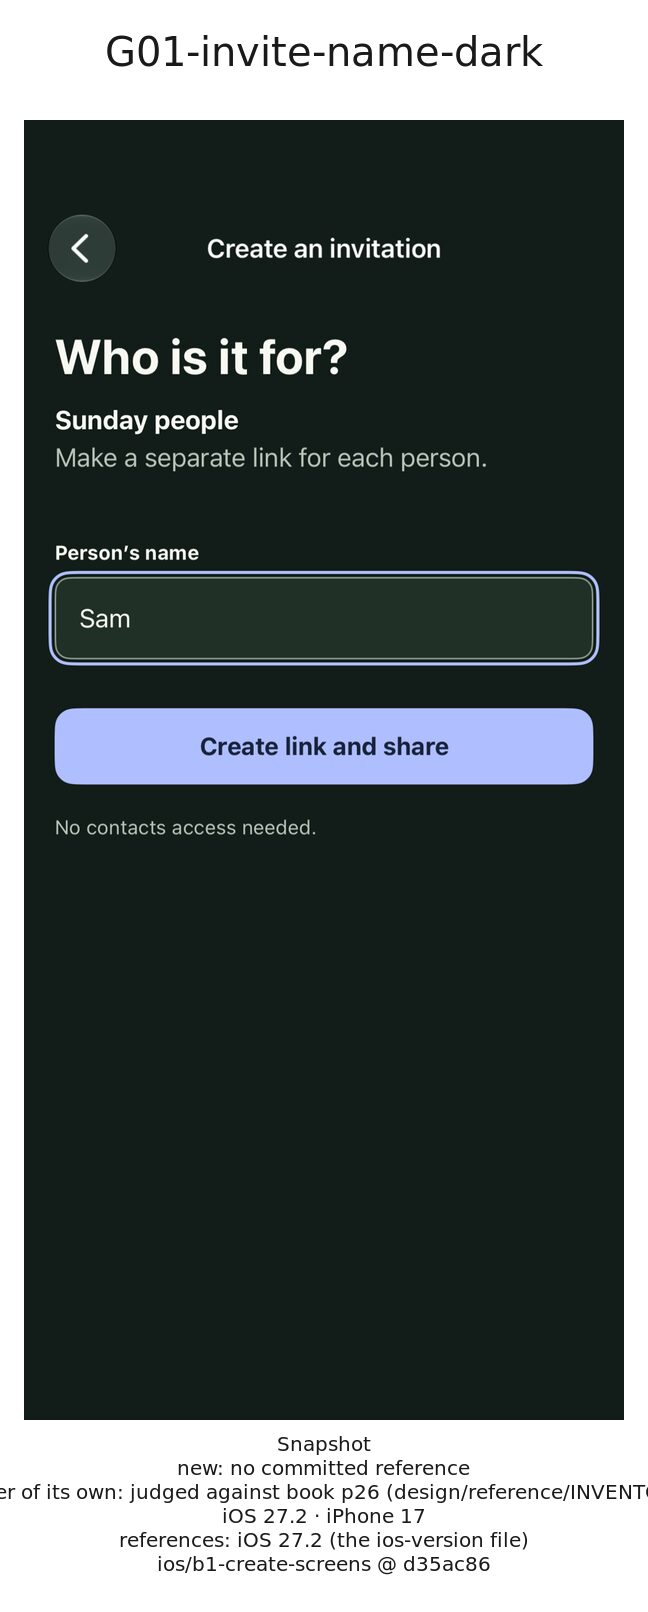 G01-invite-name-dark
Create an invitation
Who is it for?
Sunday people
Make a separate link for each person.
Person’s name
Sam
Create link and share
No contacts access needed.
Snapshot
new: no committed reference
of its own: judged against book p26 (design/reference/
iOS 27.2 · iPhone 17
references: iOS 27.2 (the ios-version file)
ios/b1-create-screens @ d35ac86